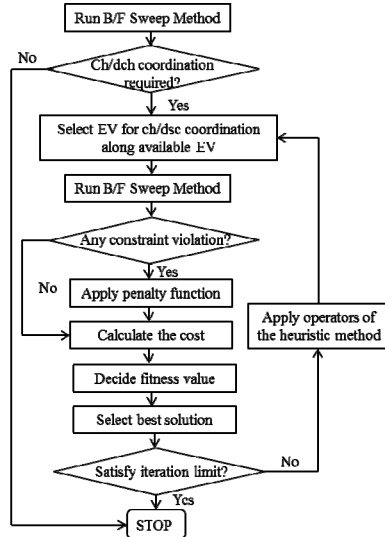 Run B/F Sweep Method
No
Ch/dch coordination
required?
Yes
Select EV for ch/dsc coordination
along available EV
Run B/F Sweep Method
Any constraint violation?
Yes
No
Apply penalty function
Calculate the cost
Apply operators of
the heuristic method
Decide fitness value
Select best solution
Satisfy iteration limit?
No
Yes
STOP